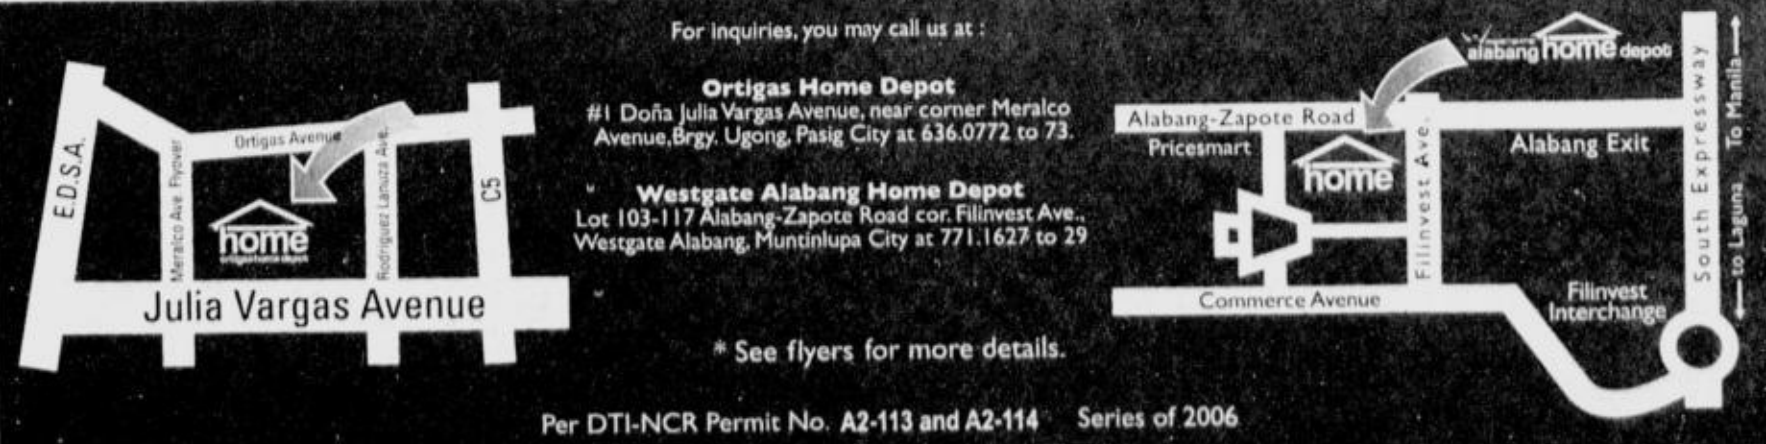 For inquiries, you may call us at :
Ortigas Home Depot
#1 Doña Julia Vargas Avenue, near corner Meralco
Avenue,Brgy. Ugong, Pasig City at 636.0772 to 73.
Westgate Alabang Home Depot
Lot 103-117 Alabang-Zapote Road cor. Filinvest Ave.,
Westgate Alabang, Muntinlupa City at 771.1627 to 29
* See flyers for more details.
Per DTI-NCR Permit No. A2-113 and A2-114 Series of 2006
E.D.S.A.
Meralco Ave. Flyover
Ortigas Avenue
Rodriguez Lanuza Ave.
C5
home
ortigas home depot
Julia Vargas Avenue
alabang home depot
Alabang-Zapote Road
Pricesmart
home
Filinvest Ave.
Alabang Exit
South Expressway
to Laguna To Manila
Commerce Avenue
Filinvest
Interchange